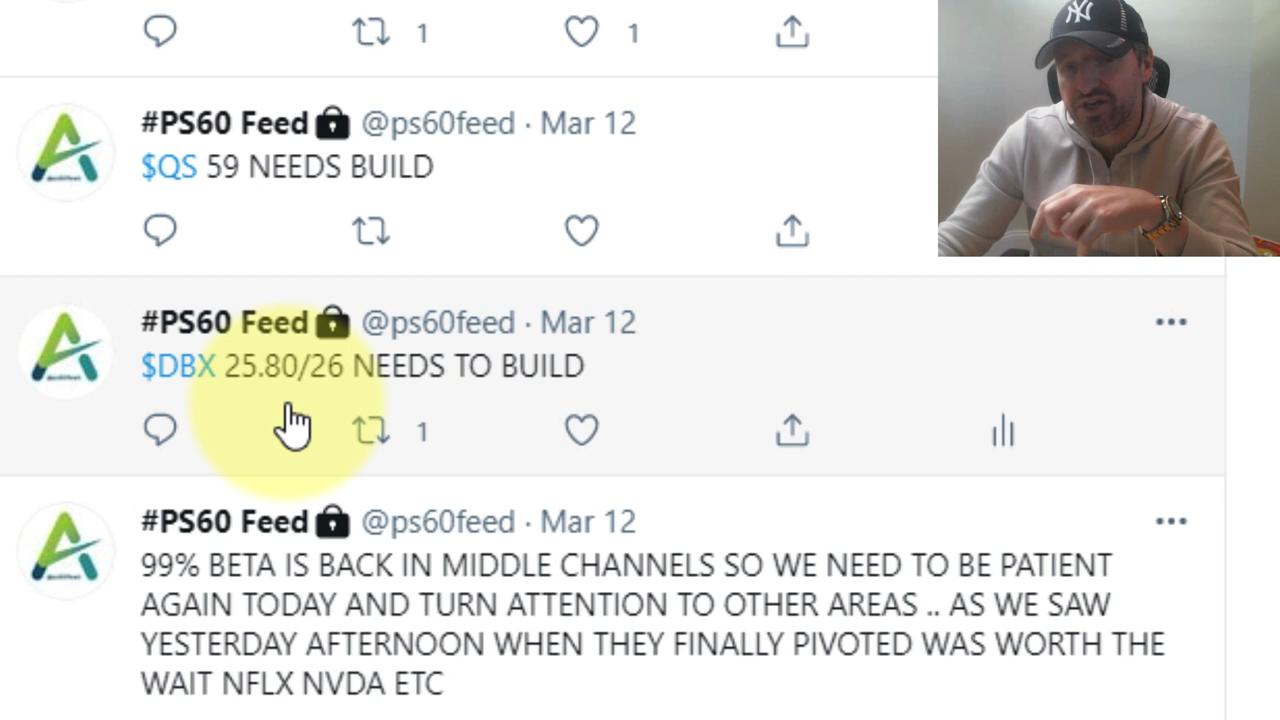 1 1
#PS60 Feed @ps60feed · Mar 12
$QS 59 NEEDS BUILD
#PS60 Feed @ps60feed · Mar 12
$DBX 25.80/26 NEEDS TO BUILD
1
#PS60 Feed @ps60feed · Mar 12
99% BETA IS BACK IN MIDDLE CHANNELS SO WE NEED TO BE PATIENT
AGAIN TODAY AND TURN ATTENTION TO OTHER AREAS .. AS WE SAW
YESTERDAY AFTERNOON WHEN THEY FINALLY PIVOTED WAS WORTH THE
WAIT NFLX NVDA ETC
NY